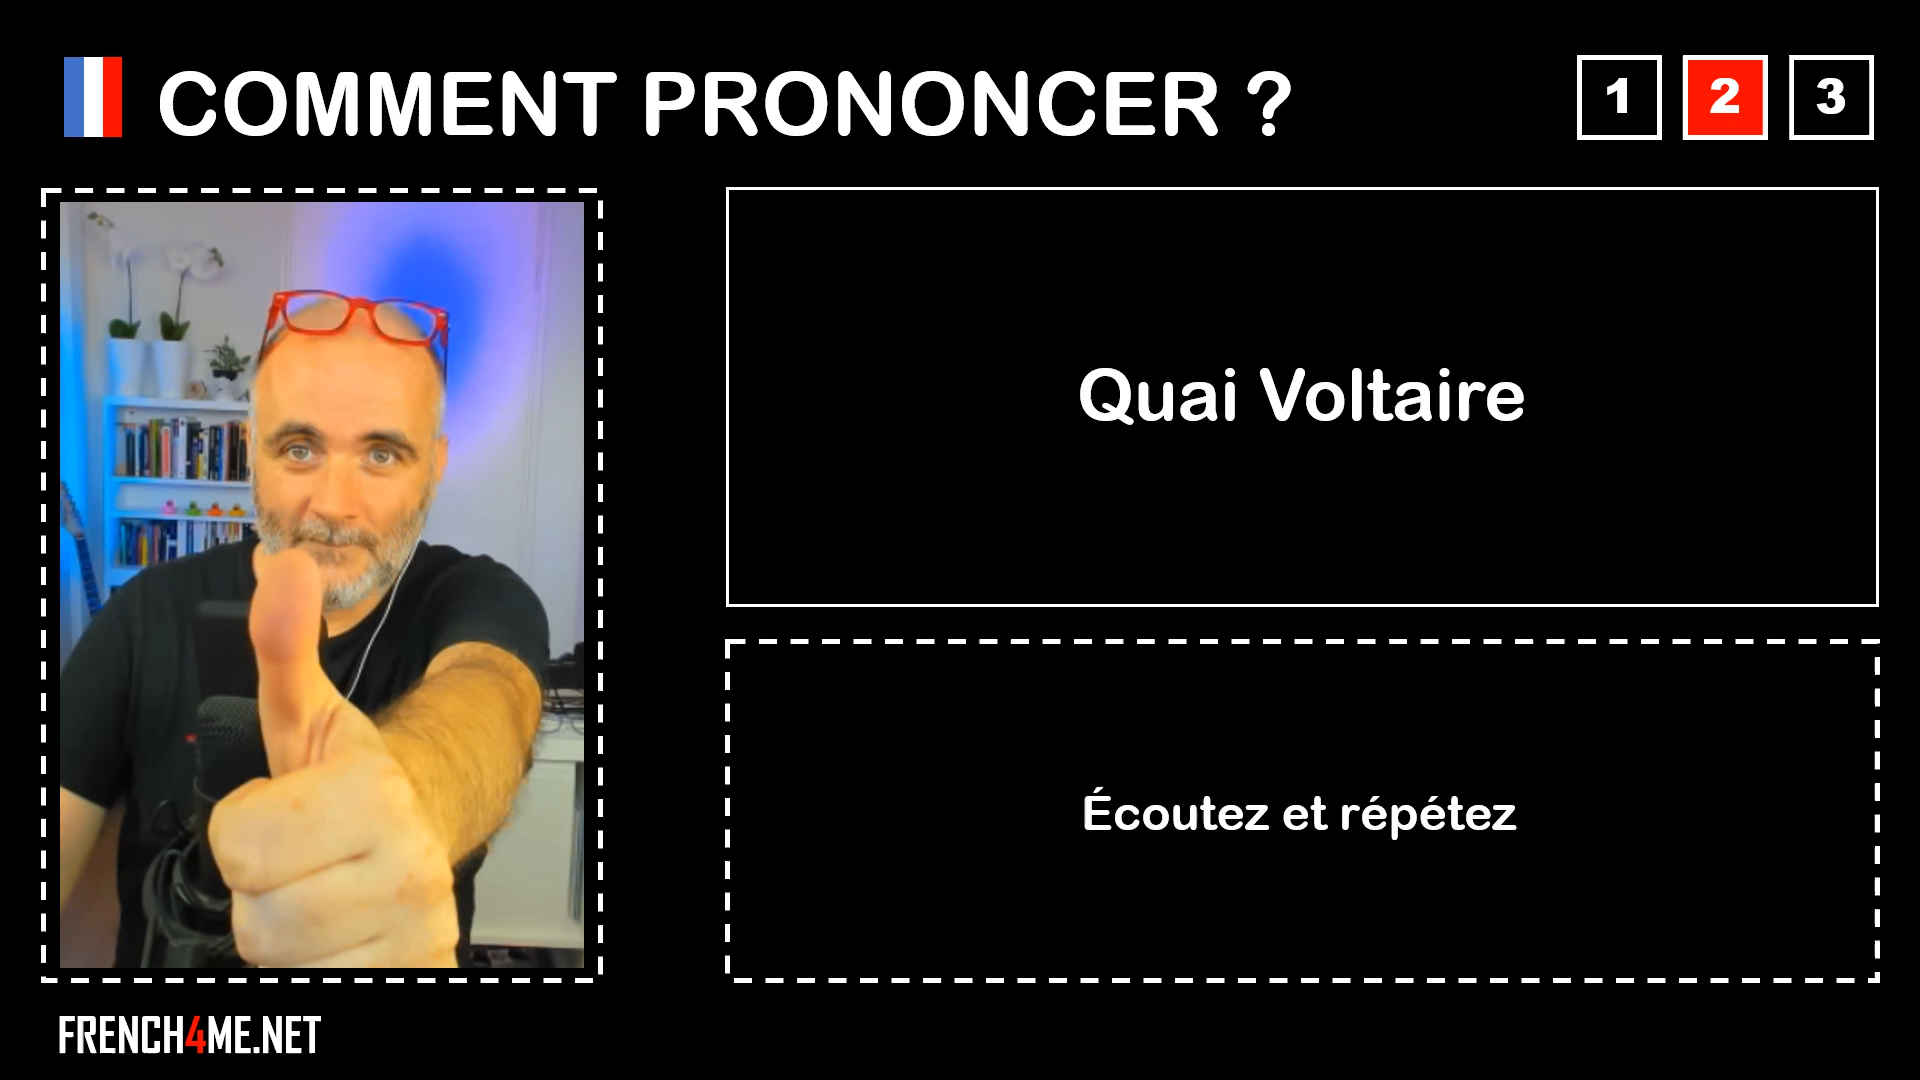 COMMENT PRONONCER ?
1 2 3
Quai Voltaire
Écoutez et répétez
FRENCH4ME.NET